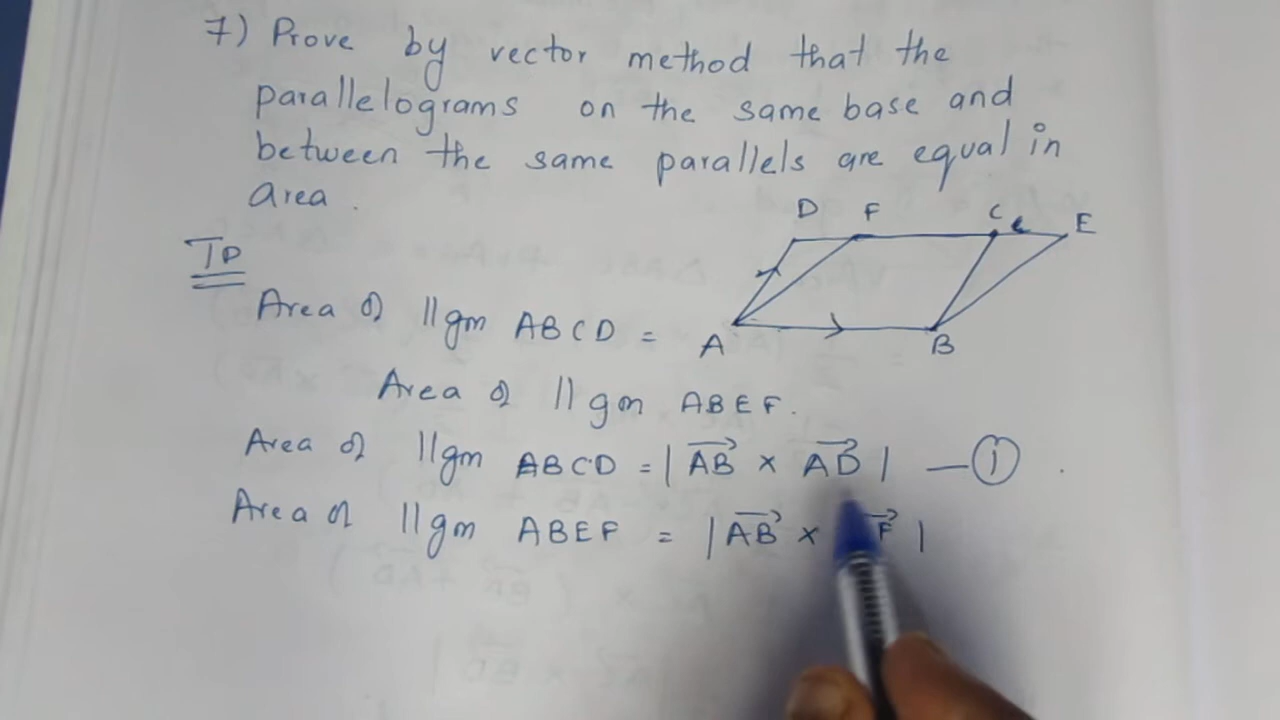 7) Prove by vector method that the
parallelograms on the same base and
between the same parallels are equal in
area.
D F C E
TP
Area of ||gm ABCD =
A B
Area of ||gm ABEF.
Area of ||gm ABCD = |AB × AD| — ①
Area of ||gm ABEF = |AB × F|